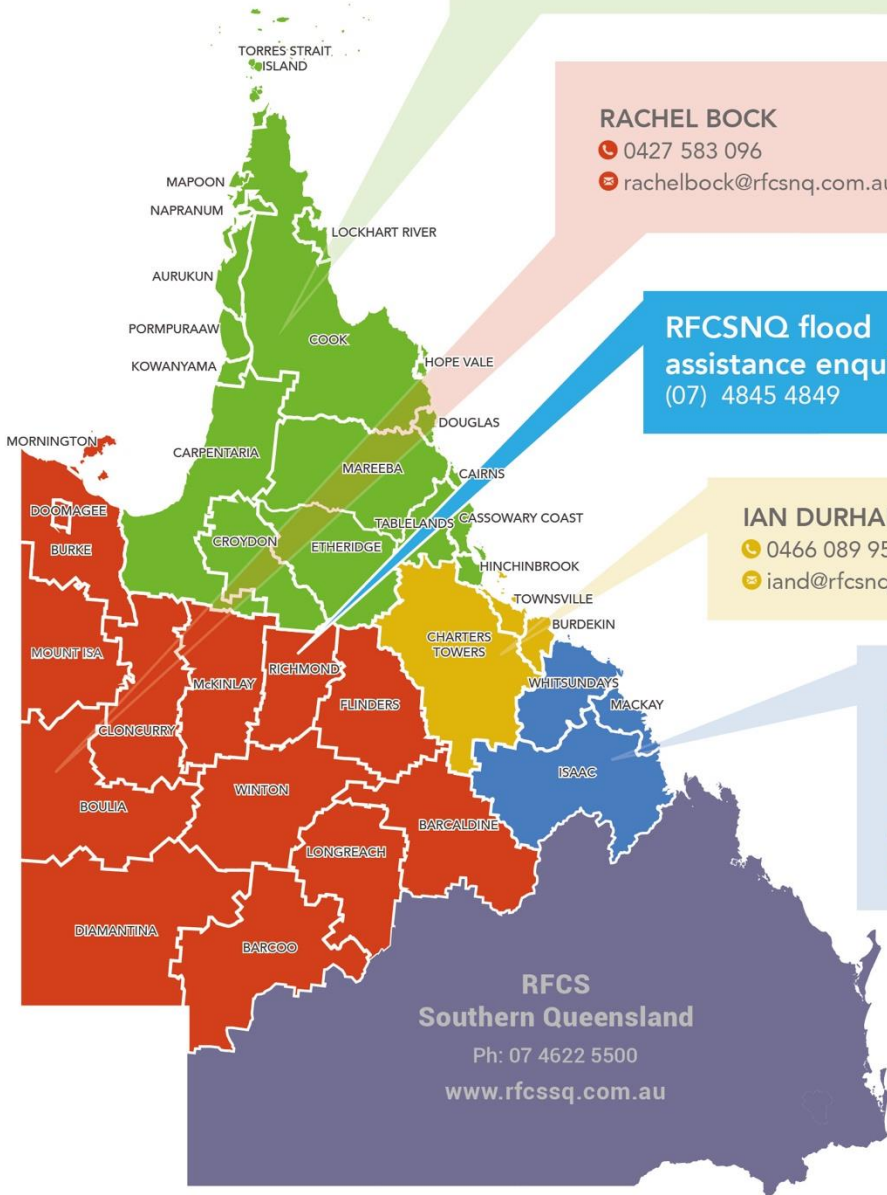 TORRES STRAIT
ISLAND
RACHEL BOCK
0427 583 096
rachelbock@rfcsnq.com.au
MAPOON
NAPRANUM
LOCKHART RIVER
AURUKUN
RFCSNQ flood
assistance enqu
(07) 4845 4849
PORMPURAAW
COOK
KOWANYAMA
HOPE VALE
DOUGLAS
MORNINGTON
CARPENTARIA
MAREEBA
CAIRNS
DOOMAGEE
TABLELANDS
CASSOWARY COAST
BURKE
CROYDON
ETHERIDGE
IAN DURHA
0466 089 95
iand@rfcsnq
HINCHINBROOK
TOWNSVILLE
BURDEKIN
CHARTERS
TOWERS
MOUNT ISA
RICHMOND
McKINLAY
WHITSUNDAYS
FLINDERS
MACKAY
CLONCURRY
ISAAC
WINTON
BOULIA
BARCALDINE
LONGREACH
DIAMANTINA
BARCOO
RFCS
Southern Queensland
Ph: 07 4622 5500
www.rfcssq.com.au